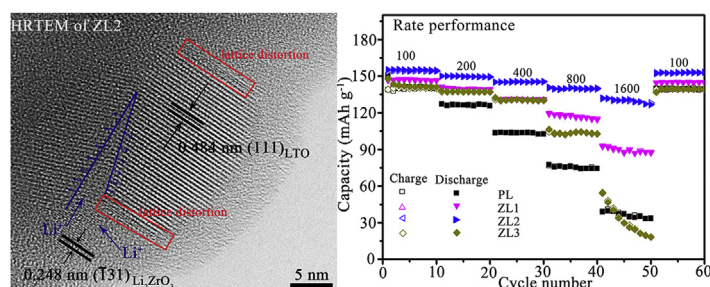 HRTEM of ZL2
lattice distortion
0.484 nm (111)LTO
lattice distortion
Li+
Li+
0.248 nm (1̅31)Li2ZrO3
5 nm
Rate performance
Capacity (mAh g-1)
180
150
120
90
60
30
0
100
200
400
800
1600
100
Charge Discharge
PL
ZL1
ZL2
ZL3
0 10 20 30 40 50 60
Cycle number